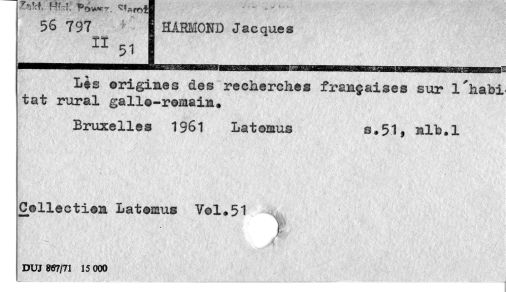 Zakł. Hist. Powsz. Staroż
56 797
II 51
HARMOND Jacques
Lès origines des recherches françaises sur l'habi-
tat rural gallo-romain.
Bruxelles 1961 Latomus s.51, nlb.1
Collection Latomus Vol.51
DUJ 867/71 15 000